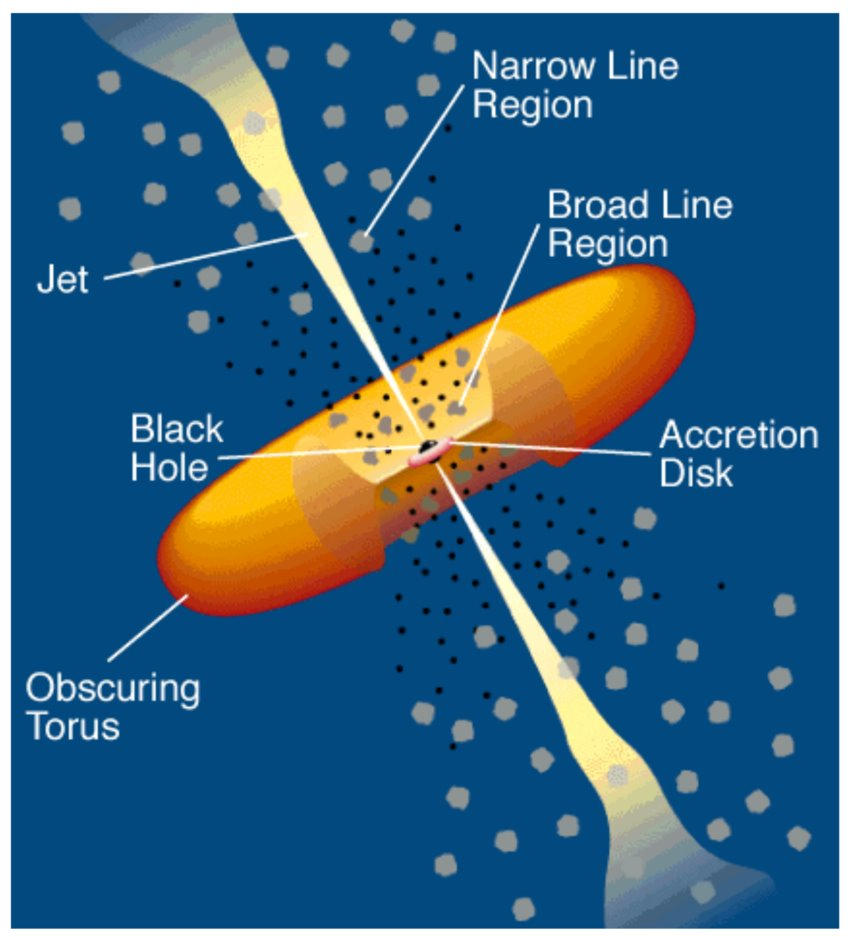 Narrow Line
Region
Broad Line
Region
Jet
Black
Hole
Accretion
Disk
Obscuring
Torus